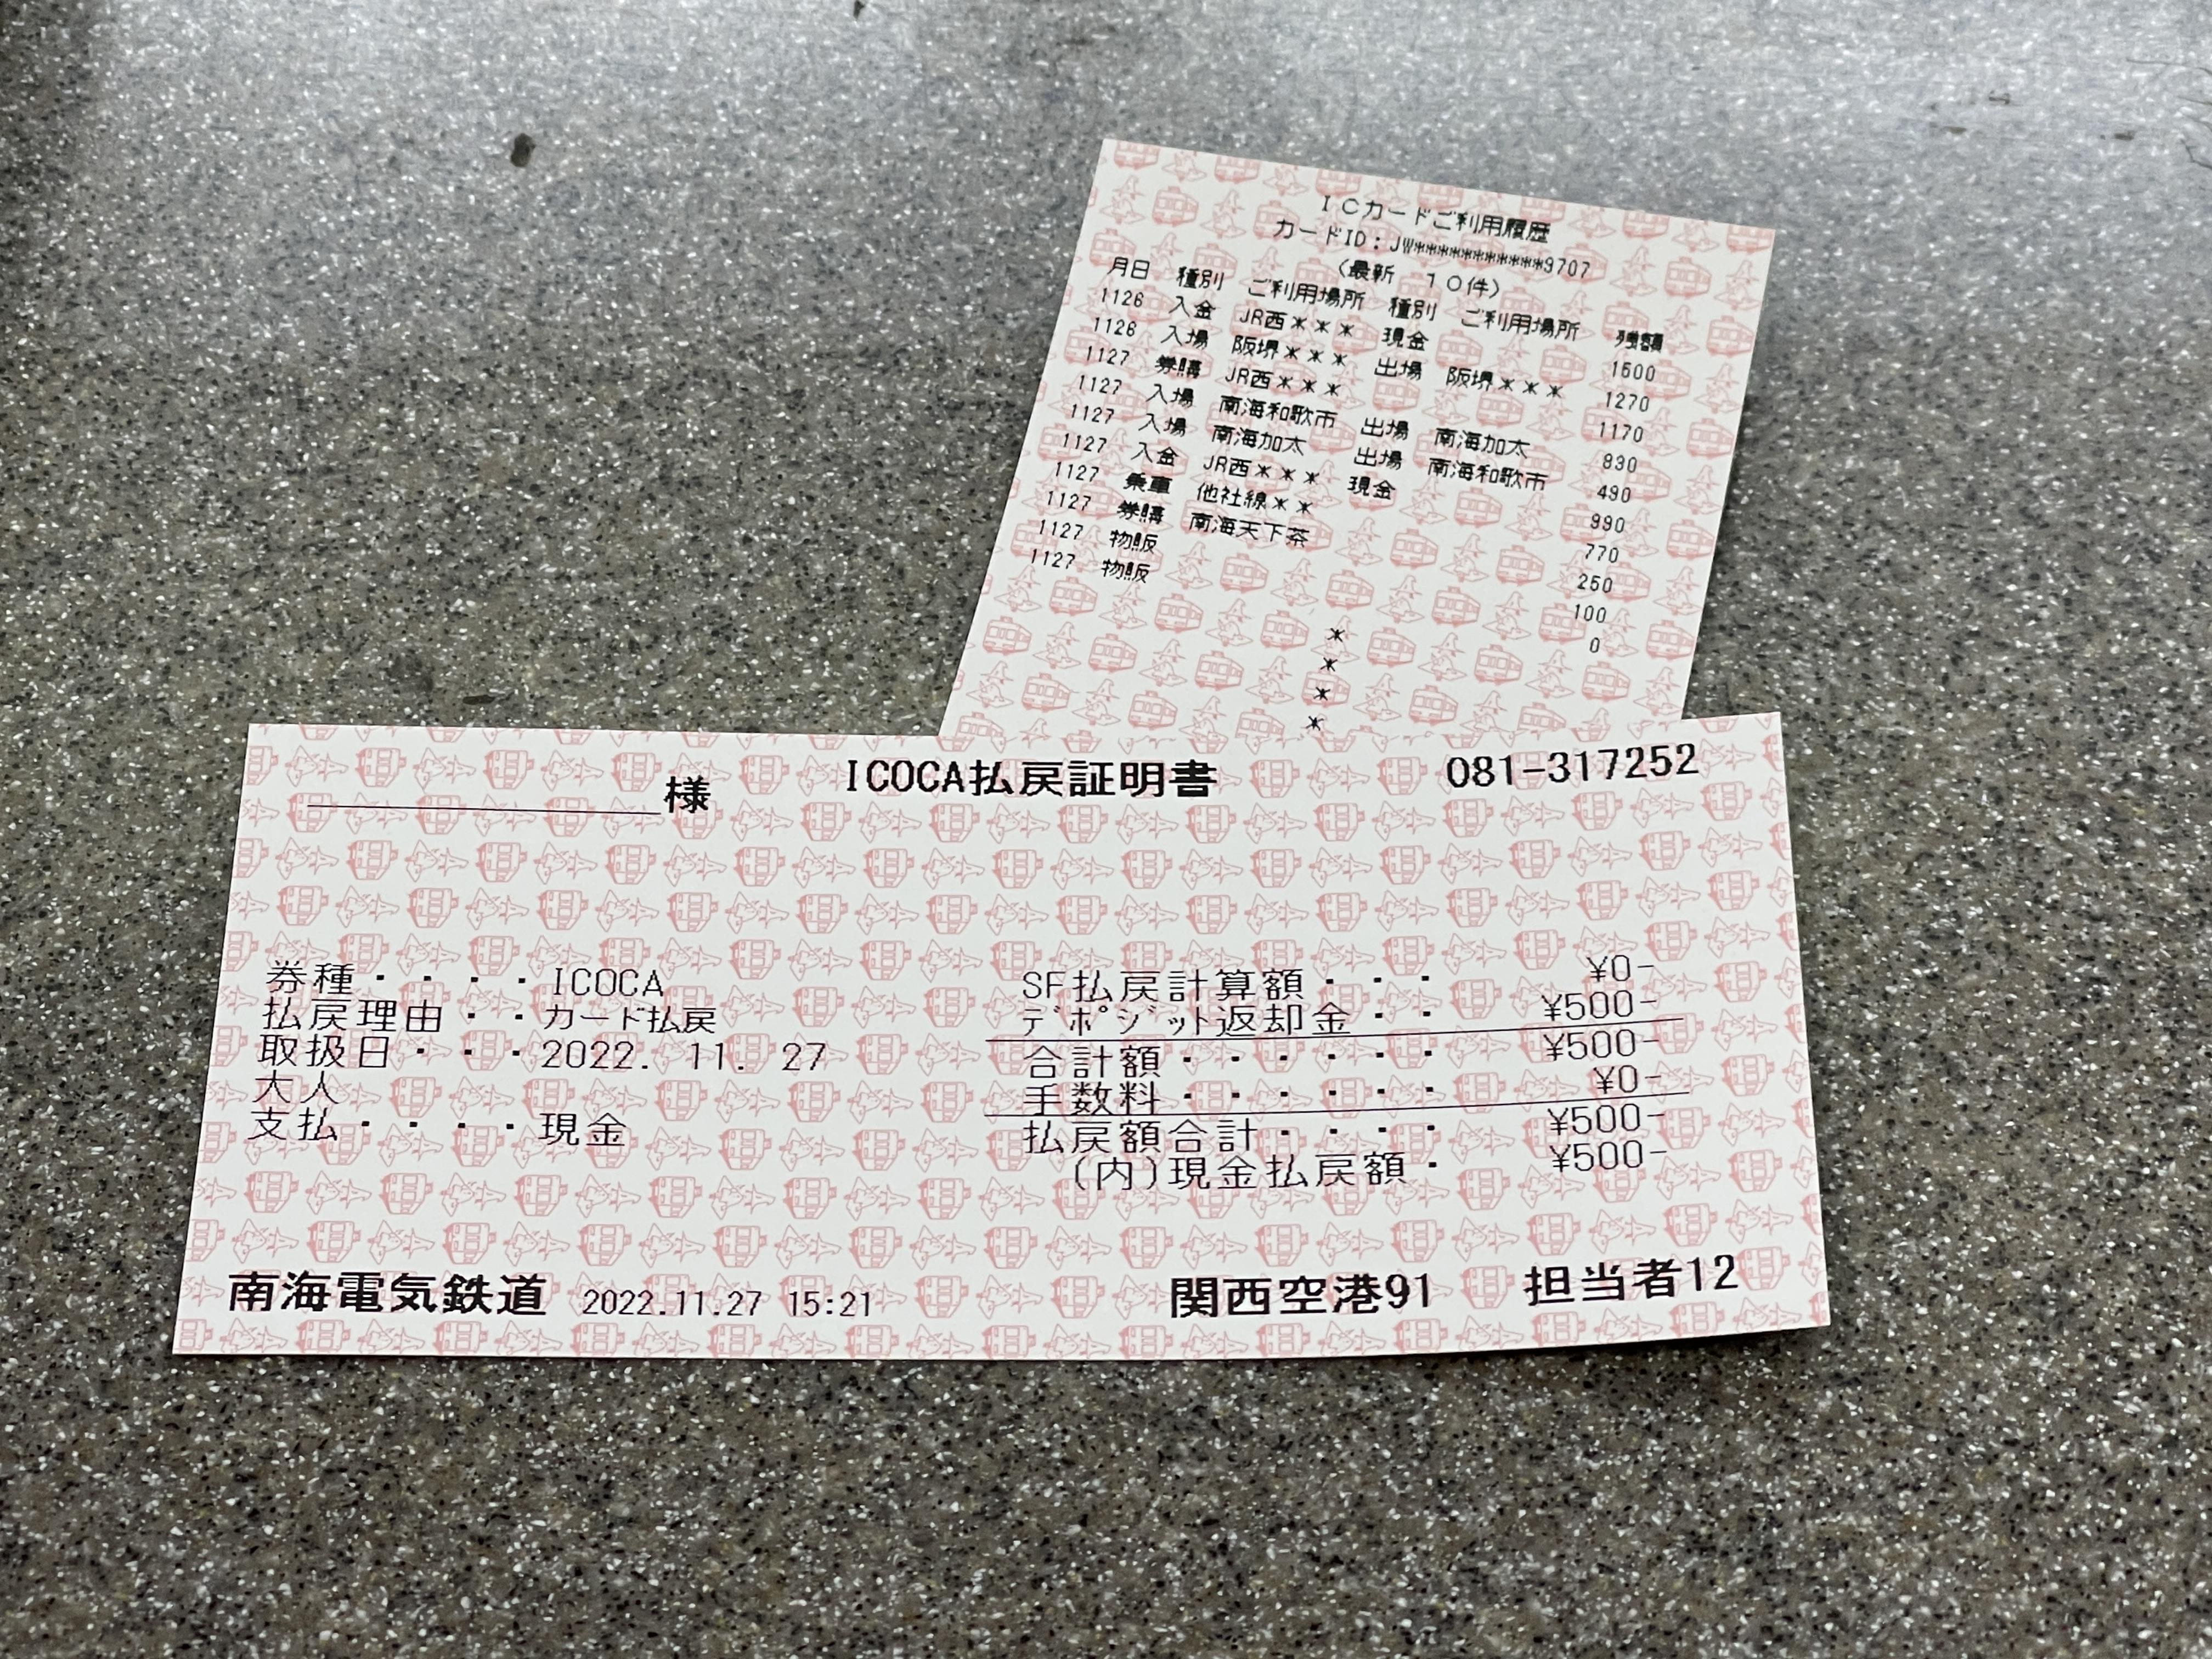 ICカードご利用履歴
カードID:JW************9707
(最新 10件)
月日 種別 ご利用場所 種別 ご利用場所 残額
1126 入金 JR西*** 現金 1500
1126 入場 阪堺*** 出場 阪堺*** 1270
1127 券購 JR西*** 1170
1127 入場 南海和歌市 出場 南海加太 830
1127 入場 南海加太 出場 南海和歌市 490
1127 入金 JR西*** 現金 990
1127 乗車 他社線** 770
1127 券購 南海天下茶 250
1127 物販 100
1127 物販 0
*
*
*
*
様 ICOCA払戻証明書 081-317252
券種・・・・ICOCA
払戻理由・・カード払戻
取扱日・・・2022. 11. 27
大人
支払・・・・現金
SF払戻計算額・・・ ¥0-
デポジット返却金・・ ¥500-
合計額・・・・・・ ¥500-
手数料・・・・・・ ¥0-
払戻額合計・・・・ ¥500-
(内)現金払戻額・ ¥500-
南海電気鉄道 2022.11.27 15:21 関西空港91 担当者12